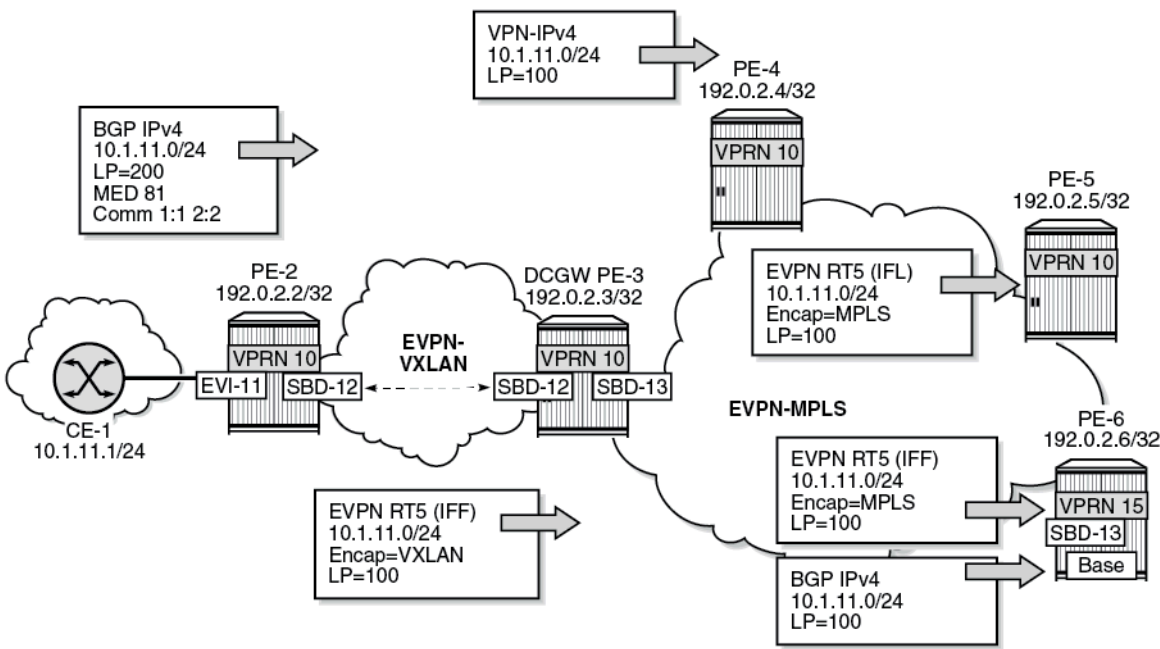 VPN-IPv4
10.1.11.0/24
LP=100
PE-4
192.0.2.4/32
VPRN 10
BGP IPv4
10.1.11.0/24
LP=200
MED 81
Comm 1:1 2:2
PE-5
192.0.2.5/32
VPRN 10
PE-2
192.0.2.2/32
VPRN 10
EVI-11
SBD-12
EVPN-
VXLAN
DCGW PE-3
192.0.2.3/32
VPRN 10
SBD-12
SBD-13
EVPN RT5 (IFL)
10.1.11.0/24
Encap=MPLS
LP=100
CE-1
10.1.11.1/24
EVPN-MPLS
PE-6
192.0.2.6/32
VPRN 15
SBD-13
Base
EVPN RT5 (IFF)
10.1.11.0/24
Encap=MPLS
LP=100
EVPN RT5 (IFF)
10.1.11.0/24
Encap=VXLAN
LP=100
BGP IPv4
10.1.11.0/24
LP=100